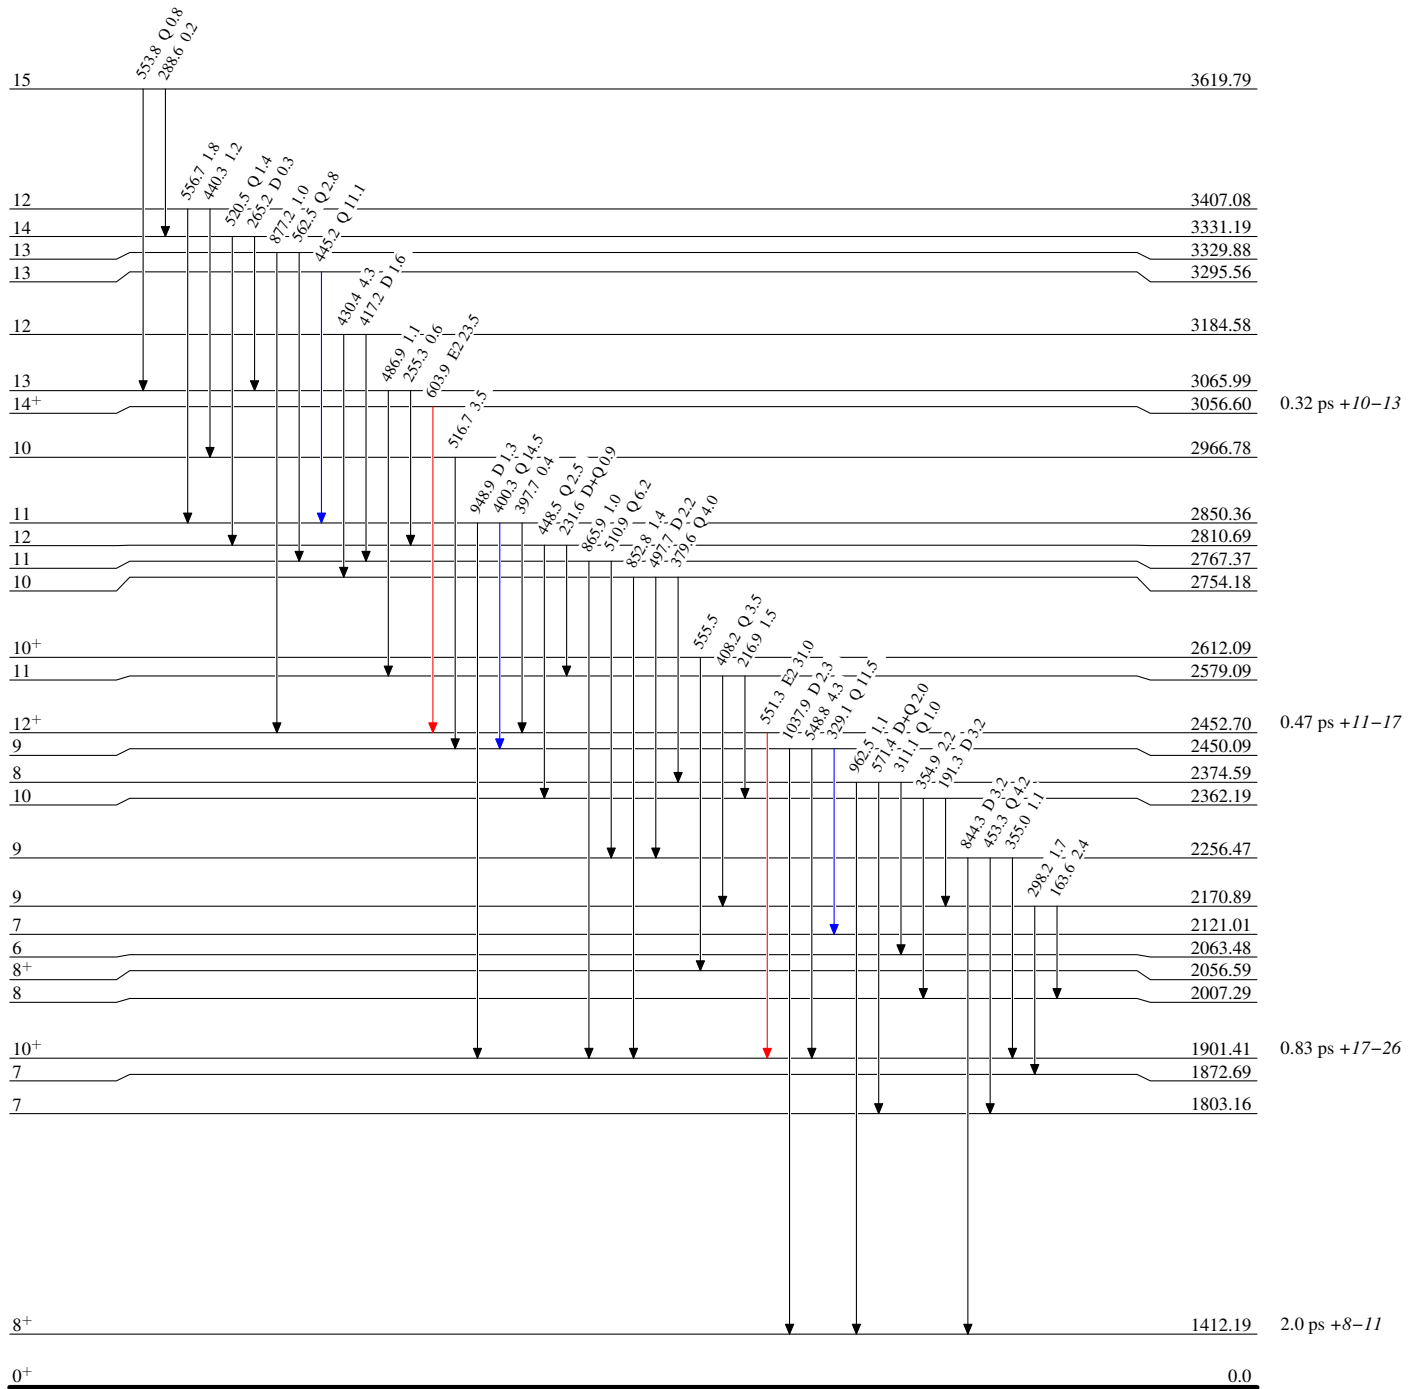 553.8 Q 0.8
288.6 0.2
15 3619.79
556.7 1.8
440.3 1.2
12 3407.08
520.5 Q 1.4
265.2 D 0.3
14 3331.19
877.2 1.0
562.5 Q 2.8
13 3329.88
445.2 Q 11.1
13 3295.56
430.4 4.3
417.2 D 1.6
12 3184.58
486.9 1.1
255.3 0.6
13 3065.99
603.9 E2 23.5
14+ 3056.60 0.32 ps +10−13
516.7 3.5
10 2966.78
948.9 D 1.3
400.3 Q 14.5
397.7 0.4
11 2850.36
448.5 Q 2.5
231.6 D+Q 0.9
12 2810.69
865.9 1.0
510.9 Q 6.2
11 2767.37
852.8 1.4
497.7 D 2.2
379.6 Q 4.0
10 2754.18
555.5
10+ 2612.09
408.2 Q 3.5
216.9 1.5
11 2579.09
551.3 E2 31.0
12+ 2452.70 0.47 ps +11−17
1037.9 D 2.3
548.8 4.3
329.1 Q 11.5
9 2450.09
962.5 1.1
571.4 D+Q 2.0
311.1 Q 1.0
8 2374.59
354.9 2.2
191.3 D 3.2
10 2362.19
844.3 D 3.2
453.3 Q 4.2
355.0 1.1
9 2256.47
298.2 1.7
163.6 2.4
9 2170.89
7 2121.01
6 2063.48
8+ 2056.59
8 2007.29
10+ 1901.41 0.83 ps +17−26
7 1872.69
7 1803.16
8+ 1412.19 2.0 ps +8−11
0+ 0.0